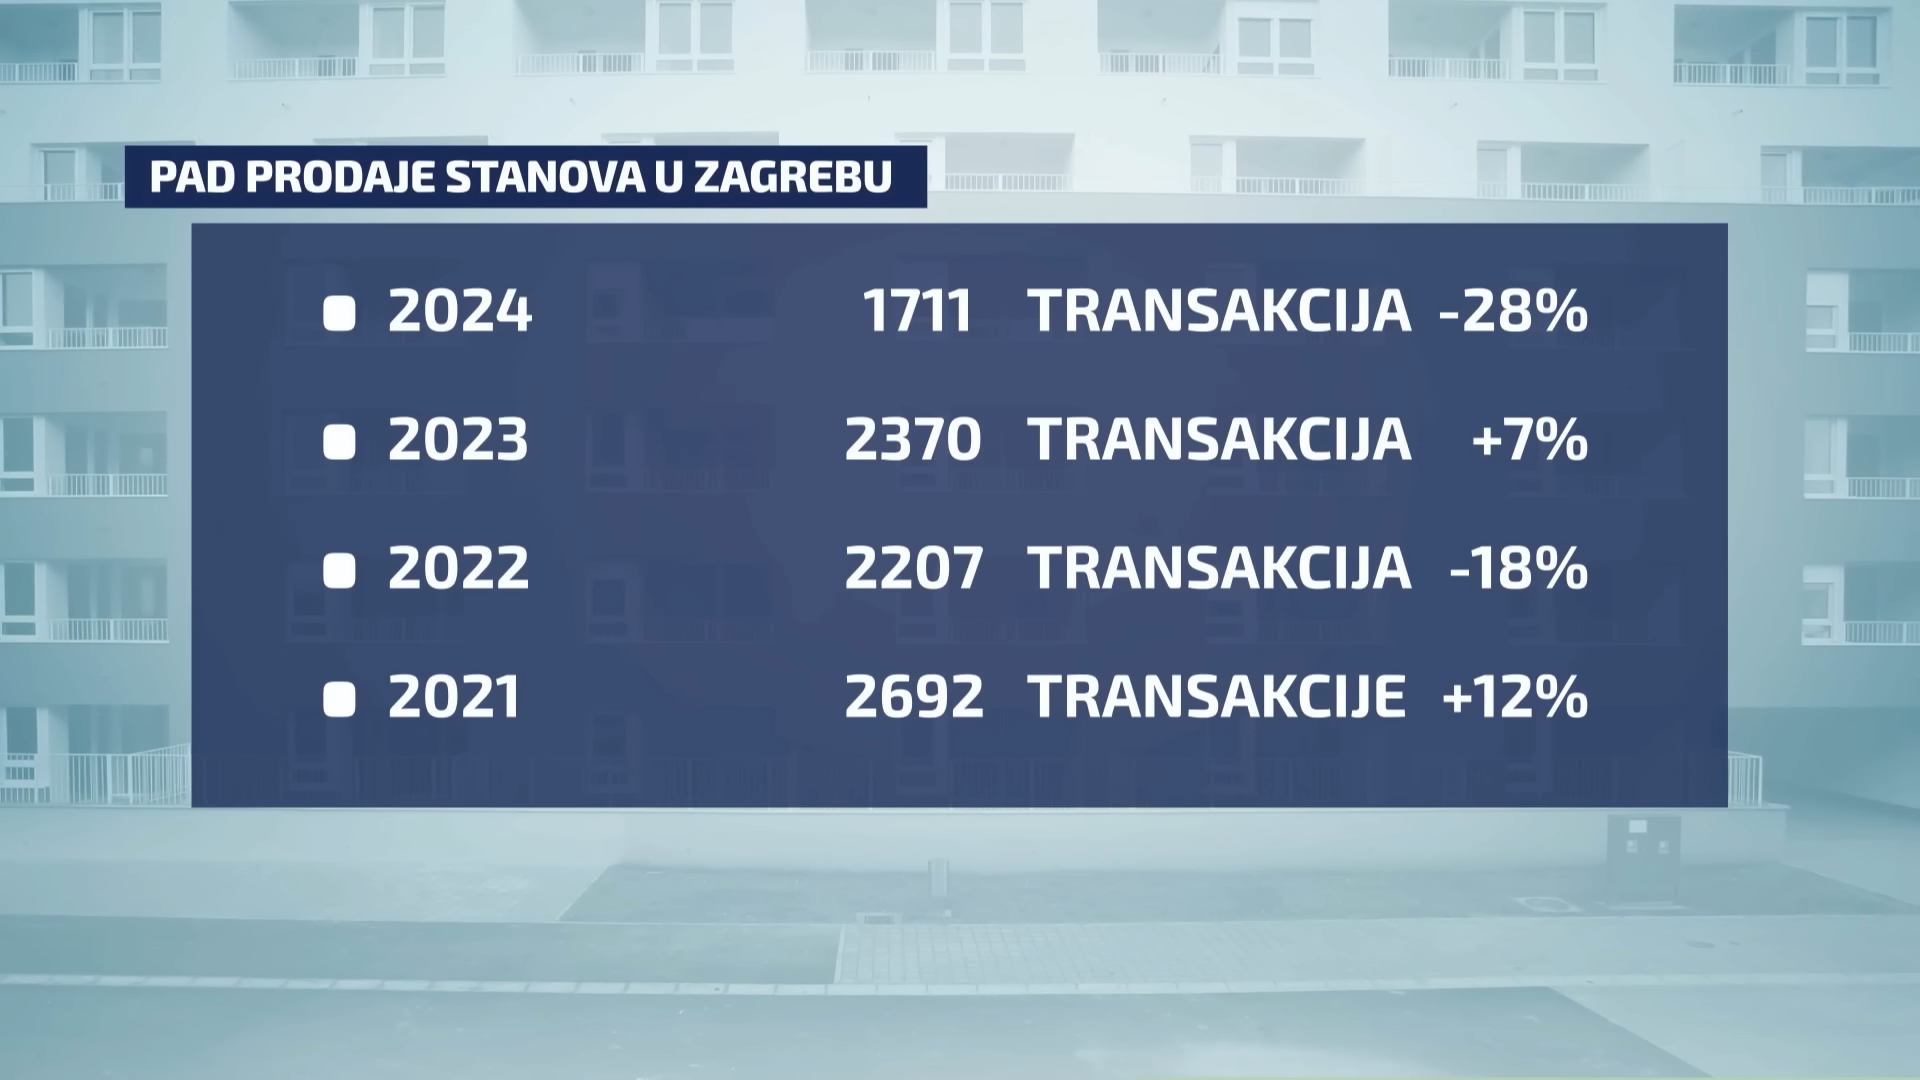 PAD PRODAJE STANOVA U ZAGREBU
2024 1711 TRANSAKCIJA -28%
2023 2370 TRANSAKCIJA +7%
2022 2207 TRANSAKCIJA -18%
2021 2692 TRANSAKCIJE +12%